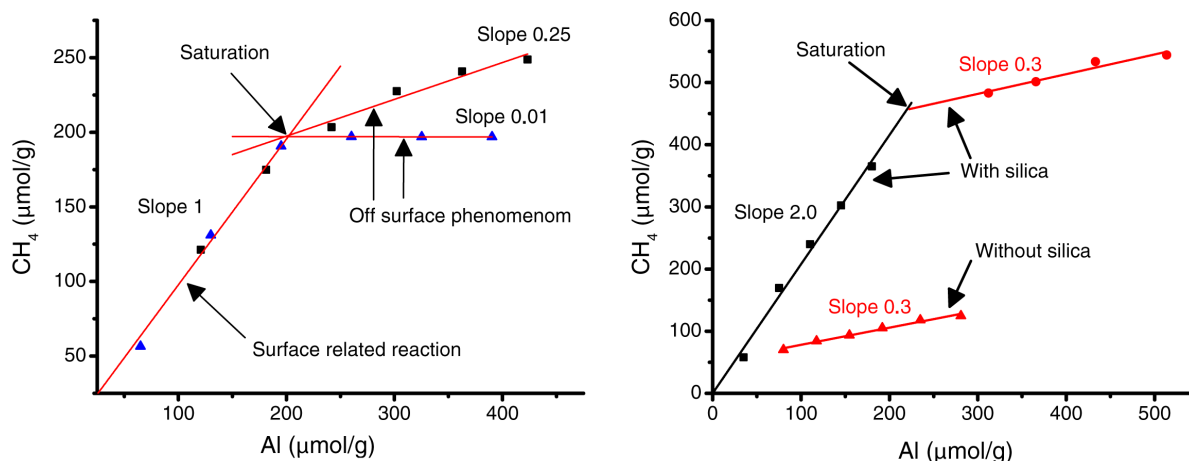 Slope 0.25
Saturation
Slope 0.01
Slope 1
Off surface phenomenom
Surface related reaction
CH4 (μmol/g)
250
200
150
100
50
100
200
300
400
Al (μmol/g)
Saturation
Slope 0.3
With silica
Slope 2.0
Without silica
Slope 0.3
CH4 (μmol/g)
600
500
400
300
200
100
0
0
100
200
300
400
500
Al (μmol/g)